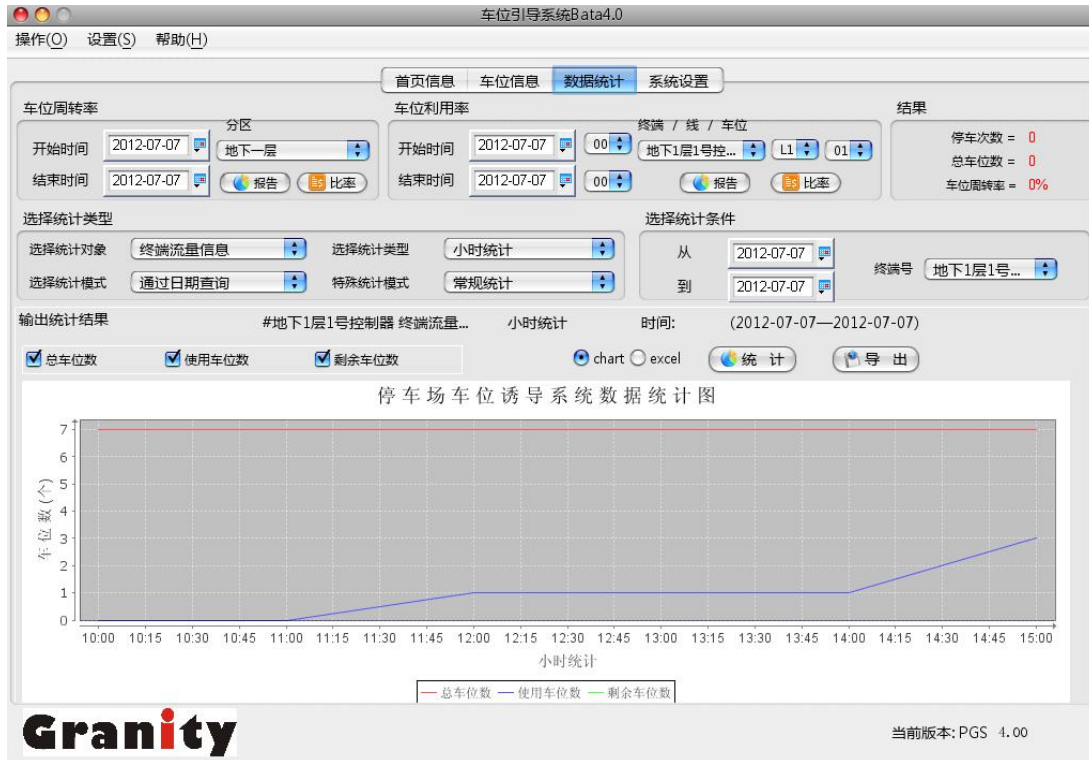 车位引导系统Bata4.0
操作(O) 设置(S) 帮助(H)
首页信息 车位信息 数据统计 系统设置
车位周转率 车位利用率 结果
分区 终端 / 线 / 车位
开始时间 2012-07-07 地下一层 开始时间 2012-07-07 00 地下1层1号控... L1 01 停车次数 = 0
总车位数 = 0
结束时间 2012-07-07 报告 比率 结束时间 2012-07-07 00 报告 比率 车位周转率 = 0%
选择统计类型 选择统计条件
选择统计对象 终端流量信息 选择统计类型 小时统计 从 2012-07-07
终端号 地下1层1号...
选择统计模式 通过日期查询 特殊统计模式 常规统计 到 2012-07-07
输出统计结果 #地下1层1号控制器 终端流量... 小时统计 时间: (2012-07-07—2012-07-07)
总车位数 使用车位数 剩余车位数 chart excel 统 计 导 出
停车场车位诱导系统数据统计图
车位数(个)
7
6
5
4
3
2
1
0
10:00 10:15 10:30 10:45 11:00 11:15 11:30 11:45 12:00 12:15 12:30 12:45 13:00 13:15 13:30 13:45 14:00 14:15 14:30 14:45 15:00
小时统计
总车位数 使用车位数 剩余车位数
Granity 当前版本: PGS 4.00